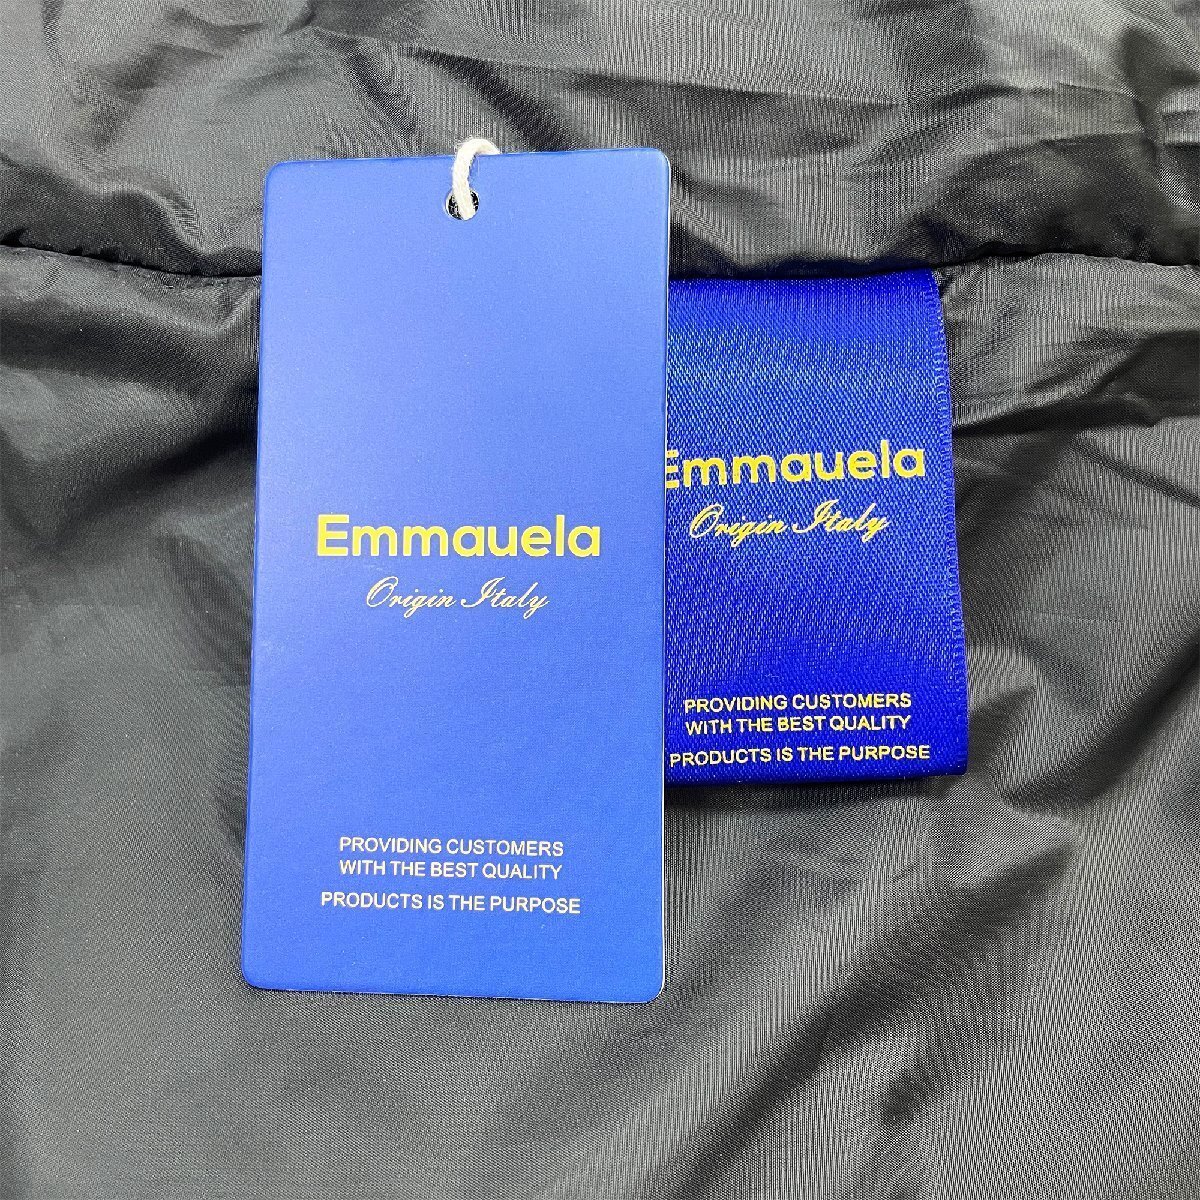 Emmauela
Origin Italy
PROVIDING CUSTOMERS
WITH THE BEST QUALITY
PRODUCTS IS THE PURPOSE
Emmauela
Origin Italy
PROVIDING CUSTOMERS
WITH THE BEST QUALITY
PRODUCTS IS THE PURPOSE